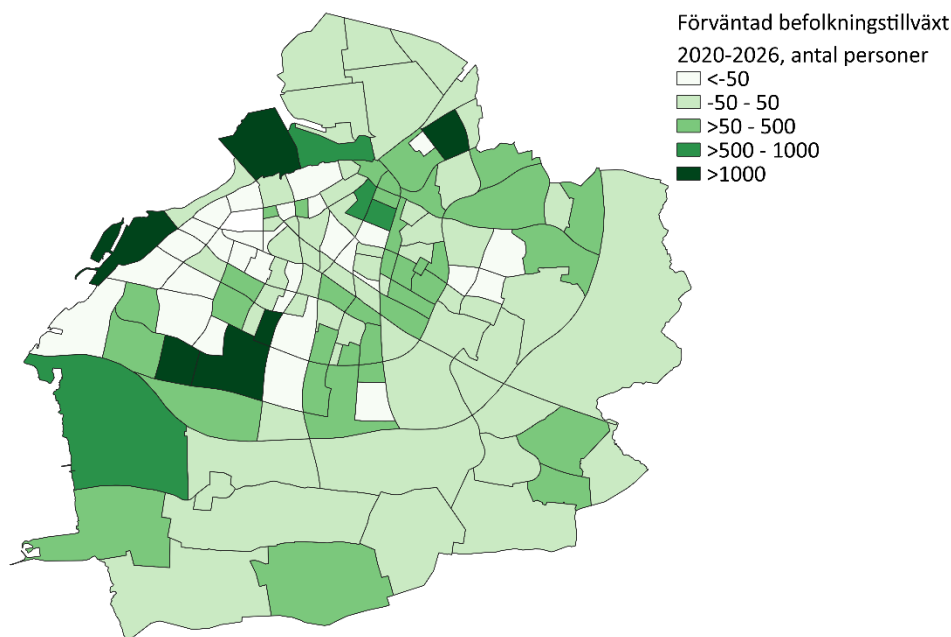 Förväntad befolkningstillväxt
2020-2026, antal personer
<-50
-50 - 50
>50 - 500
>500 - 1000
>1000